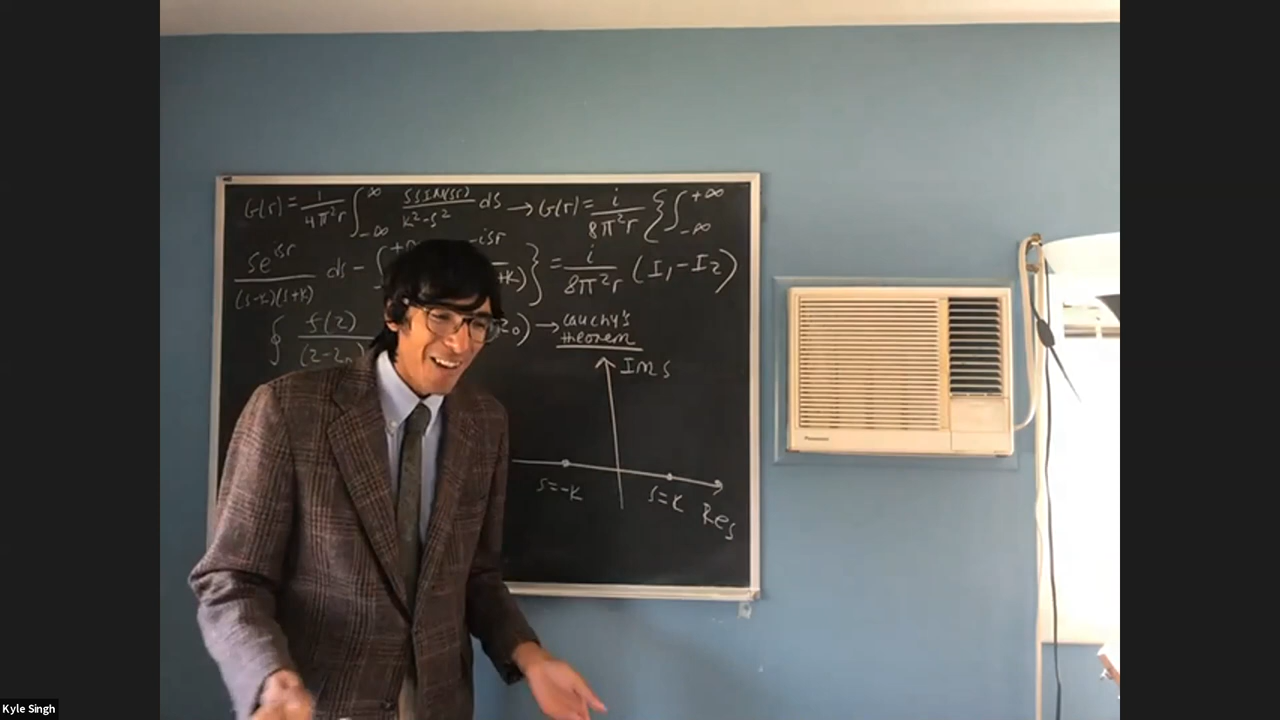 G(r) = 1/4π²r ∫_{-∞}^{∞} s SIN(sr)/k²-s² ds → G(r) = i/8π²r { ∫_{-∞}^{+∞}
se^{isr}/(s-k)(s+k) ds - ∫^{+∞} -isr +k) } = i/8π²r (I₁-I₂)
∮ f(z)/(z-z₀) z₀) → Cauchy's
theorem
Im s
s=-k
s=k
Re s
Panasonic
Kyle Singh